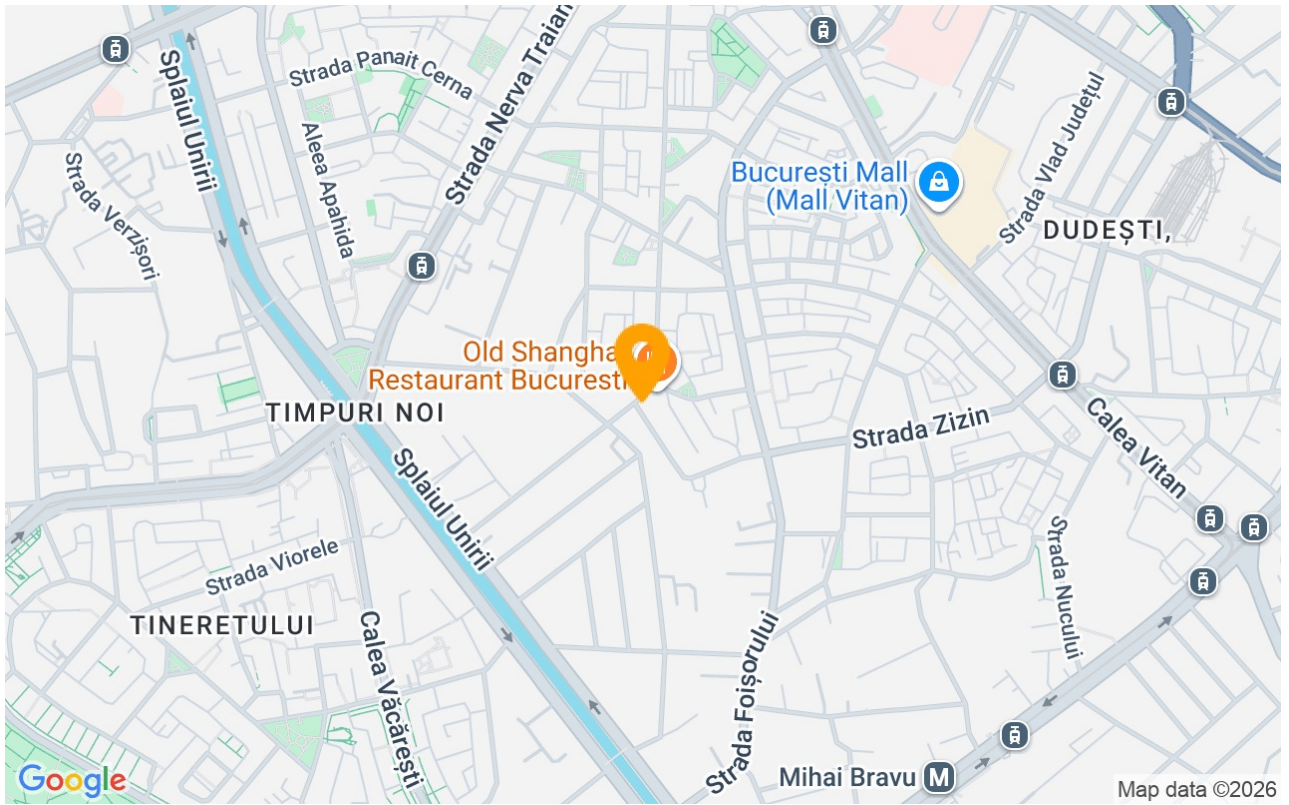 Splaiul Unirii
Strada Panait Cerna
Strada Nerva Traian
Aleea Apahida
Strada Verzișori
București Mall
(Mall Vitan)
Strada Vlad Județul
DUDEȘTI,
Old Shangha
Restaurant Bucuresti
TIMPURI NOI
Strada Zizin
Calea Vitan
Splaiul Unirii
Strada Viorele
Strada Nucului
TINERETULUI
Calea Văcărești
Strada Foișorului
Mihai Bravu M
Google
Map data ©2026